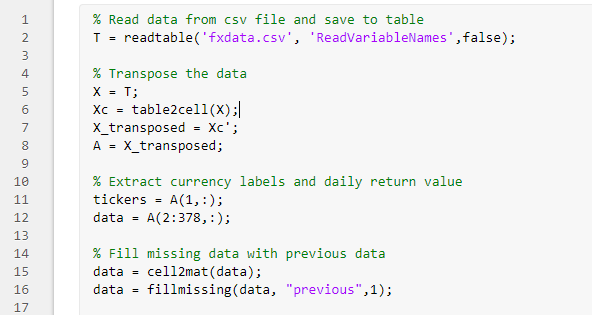 1 % Read data from csv file and save to table
2 T = readtable('fxdata.csv', 'ReadVariableNames',false);
3
4 % Transpose the data
5 X = T;
6 Xc = table2cell(X);
7 X_transposed = Xc';
8 A = X_transposed;
9
10 % Extract currency labels and daily return value
11 tickers = A(1,:);
12 data = A(2:378,:);
13
14 % Fill missing data with previous data
15 data = cell2mat(data);
16 data = fillmissing(data, "previous",1);
17